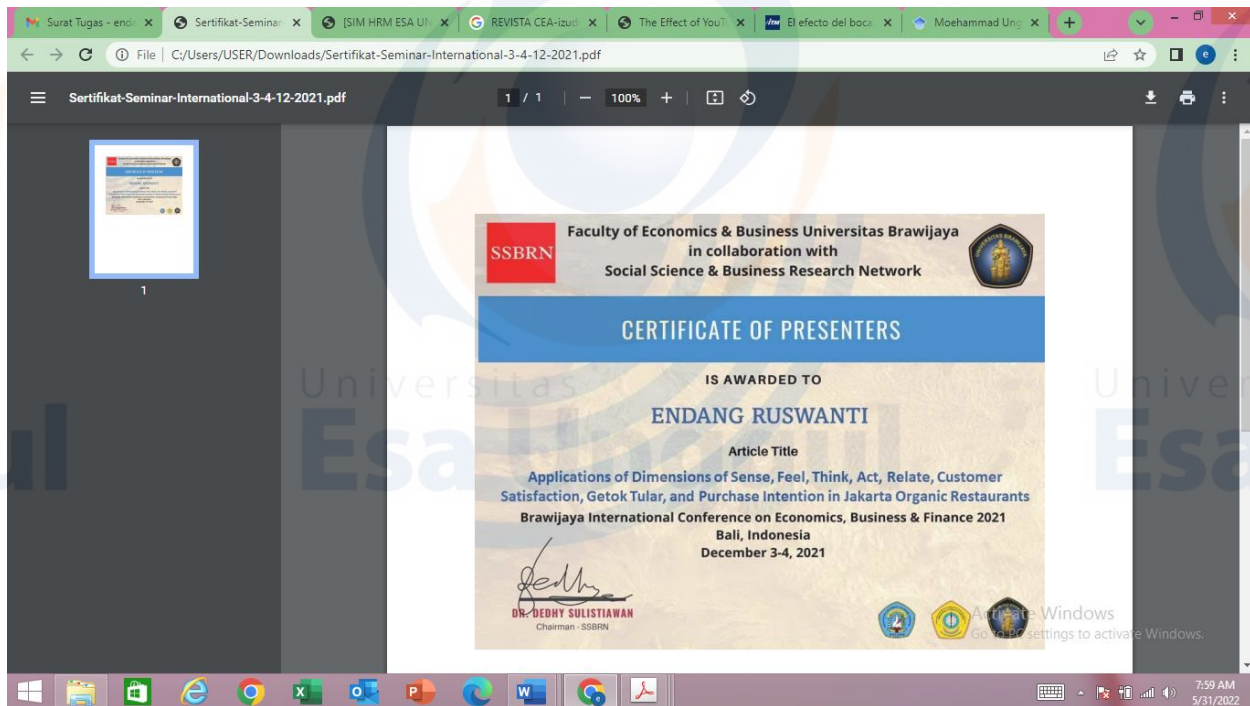 Surat Tugas - end
Sertifikat-Seminar
[SIM HRM ESA UN
REVISTA CEA-izud
The Effect of YouT
El efecto del boca
Moehammad Ung
File | C:/Users/USER/Downloads/Sertifikat-Seminar-International-3-4-12-2021.pdf
Sertifikat-Seminar-International-3-4-12-2021.pdf
1 / 1
100%
1
SSBRN
Faculty of Economics & Business Universitas Brawijaya
in collaboration with
Social Science & Business Research Network
UNIVERSITAS BRAWIJAYA
CERTIFICATE OF PRESENTERS
IS AWARDED TO
ENDANG RUSWANTI
Article Title
Applications of Dimensions of Sense, Feel, Think, Act, Relate, Customer
Satisfaction, Getok Tular, and Purchase Intention in Jakarta Organic Restaurants
Brawijaya International Conference on Economics, Business & Finance 2021
Bali, Indonesia
December 3-4, 2021
DR. DEDHY SULISTIAWAN
Chairman - SSBRN
Activate Windows
Go to PC settings to activate Windows.
Universitas
Esa Unggul
Univer
Esa
ul
7:59 AM
5/31/2022